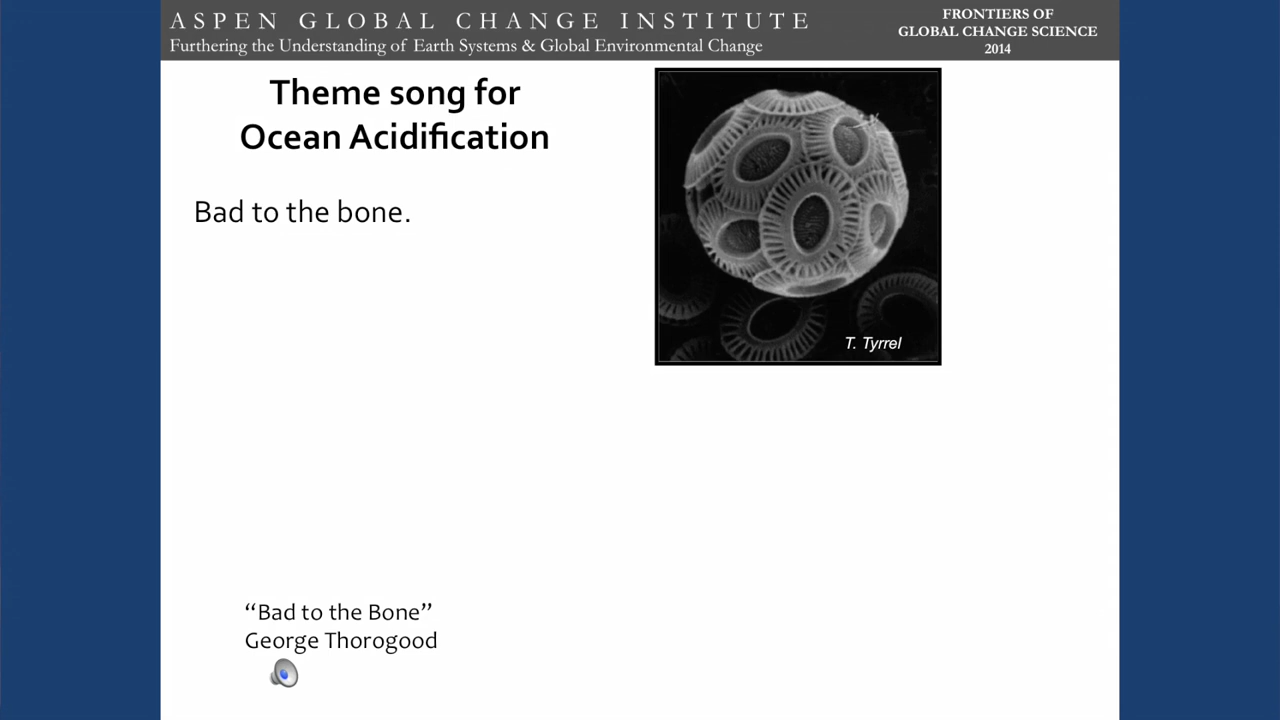 ASPEN GLOBAL CHANGE INSTITUTE
Furthering the Understanding of Earth Systems & Global Environmental Change
FRONTIERS OF
GLOBAL CHANGE SCIENCE
2014
Theme song for
Ocean Acidification
Bad to the bone.
T. Tyrrel
“Bad to the Bone”
George Thorogood